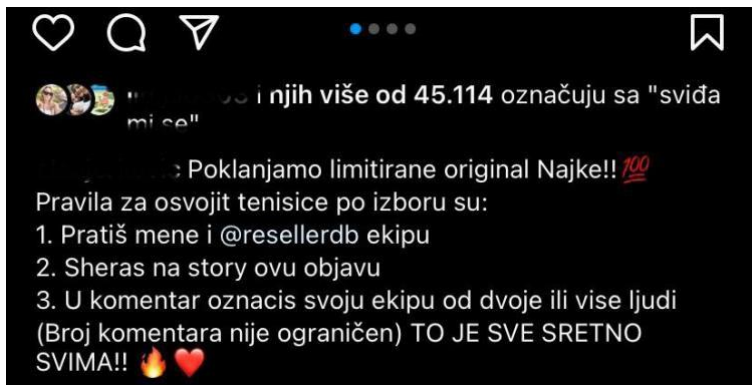 i njih više od 45.114 označuju sa "sviđa
mi se"
Poklanjamo limitirane original Najke!! 💯
Pravila za osvojit tenisice po izboru su:
1. Pratiš mene i @resellerdb ekipu
2. Sheras na story ovu objavu
3. U komentar oznacis svoju ekipu od dvoje ili vise ljudi
(Broj komentara nije ograničen) TO JE SVE SRETNO
SVIMA!! 🔥❤️